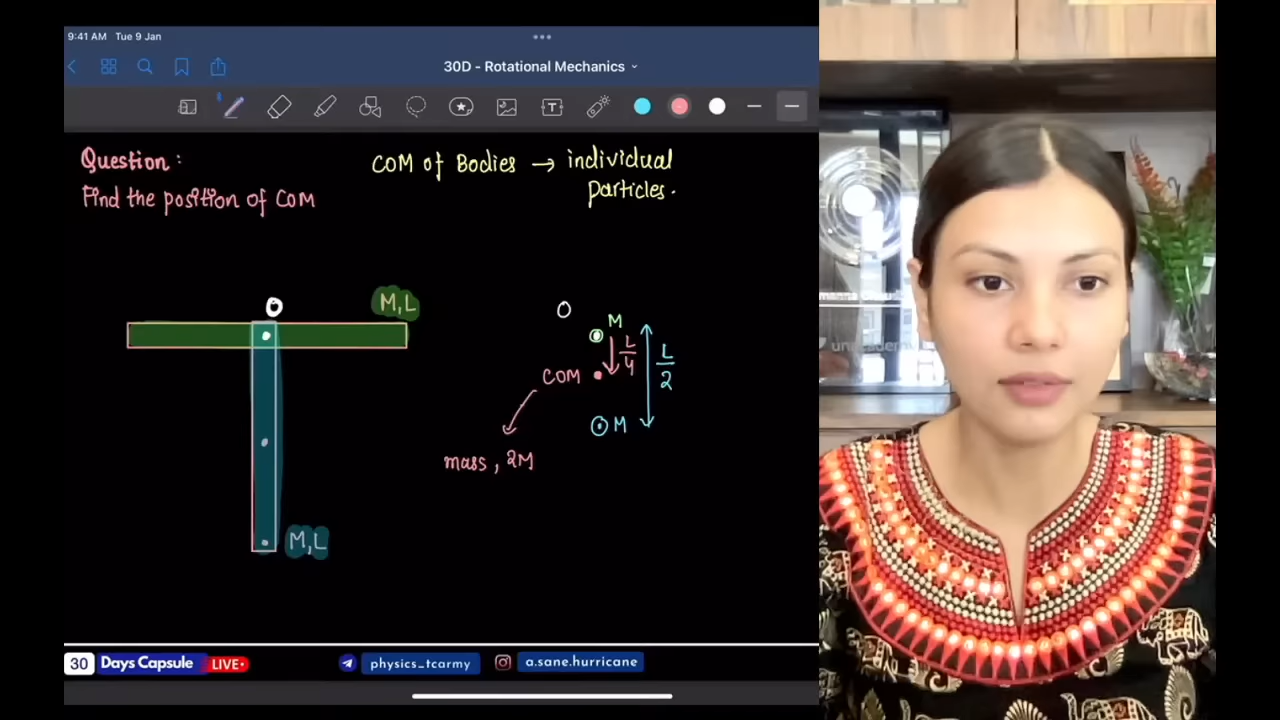 9:41 AM Tue 9 Jan
30D - Rotational Mechanics
Question:
Find the position of COM
COM of Bodies → individual
particles.
O
M,L
O
M
L/4
L/2
COM
M
mass, 2M
M,L
30 Days Capsule LIVE
physics_tcarmy
a.sane.hurricane